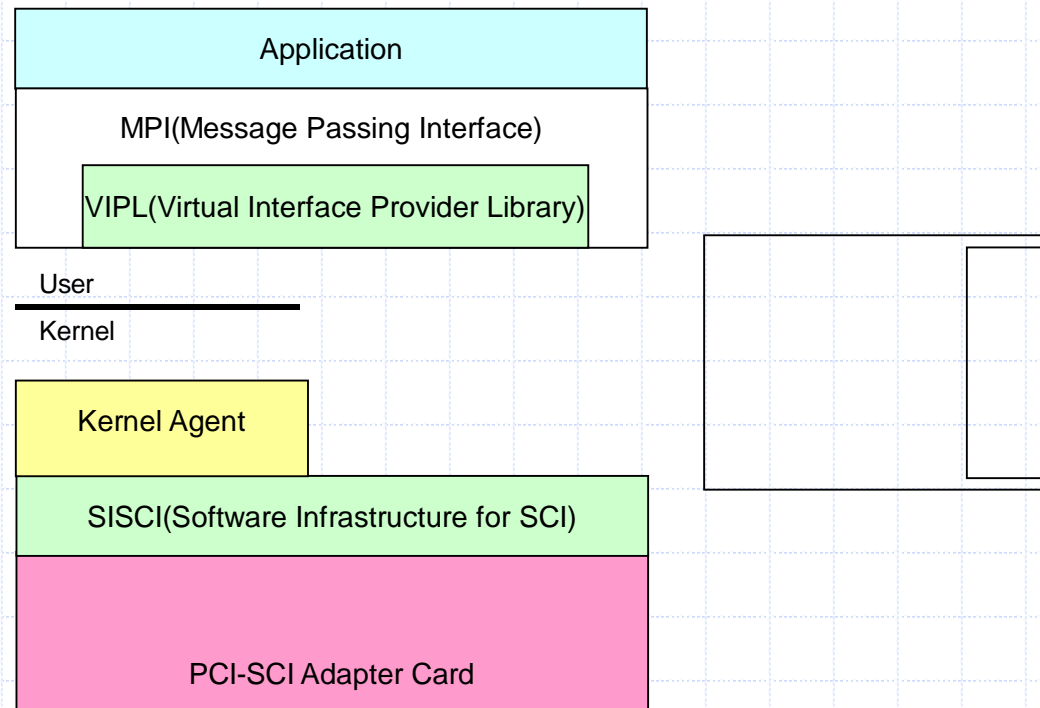 Application
MPI(Message Passing Interface)
VIPL(Virtual Interface Provider Library)
User
Kernel
Kernel Agent
SISCI(Software Infrastructure for SCI)
PCI-SCI Adapter Card